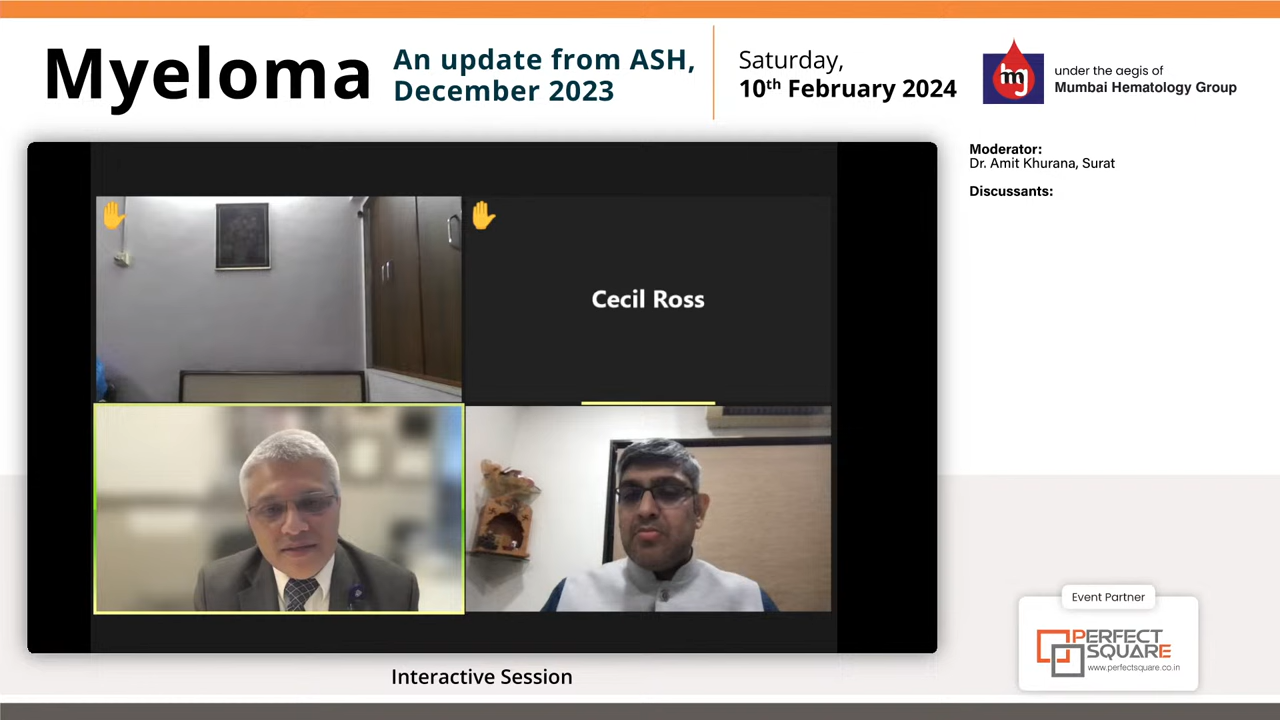 Myeloma
An update from ASH,
December 2023
Saturday,
10th February 2024
mg
under the aegis of
Mumbai Hematology Group
Moderator:
Dr. Amit Khurana, Surat
Discussants:
Cecil Ross
Interactive Session
Event Partner
PERFECT
SQUARE
www.perfectsquare.co.in